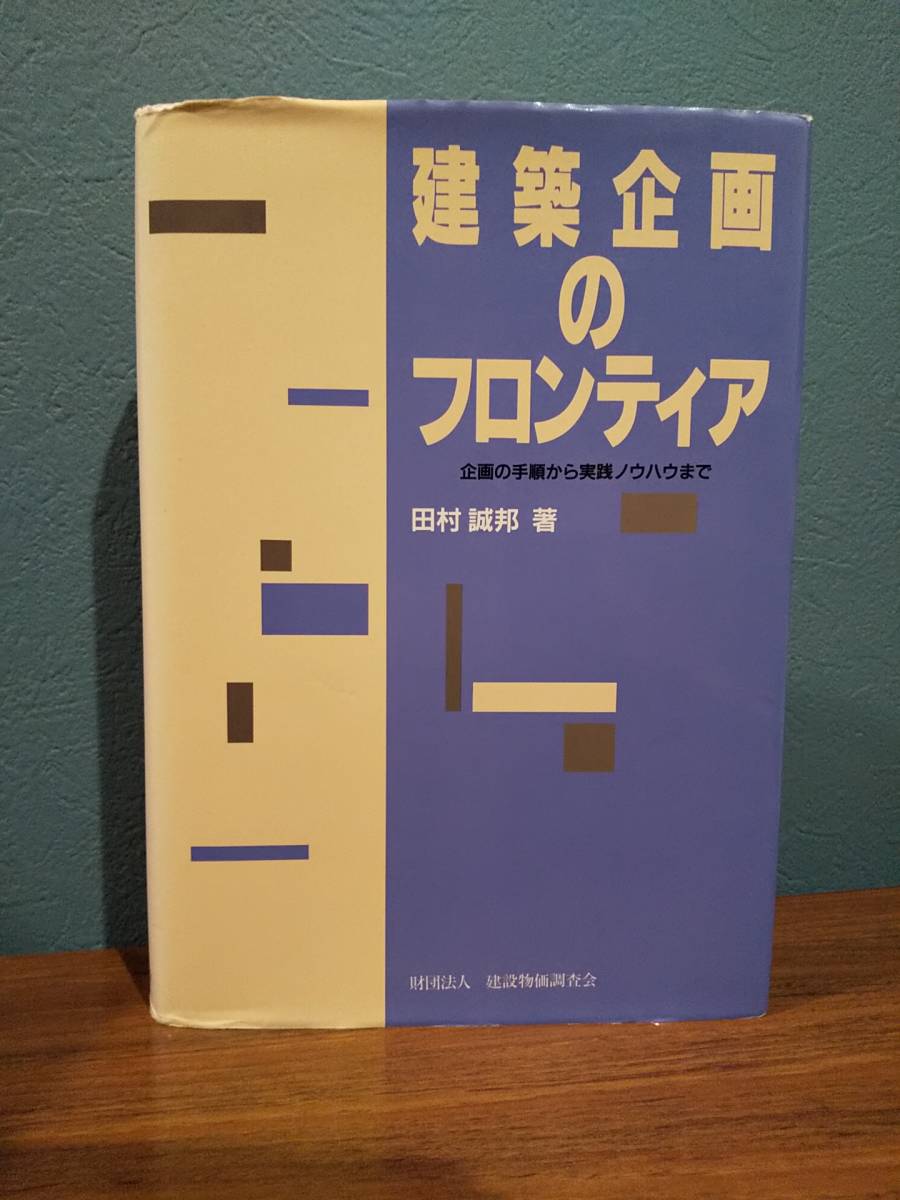 建築企画
の
フロンティア
企画の手順から実践ノウハウまで
田村 誠邦 著
財団法人 建設物価調査会